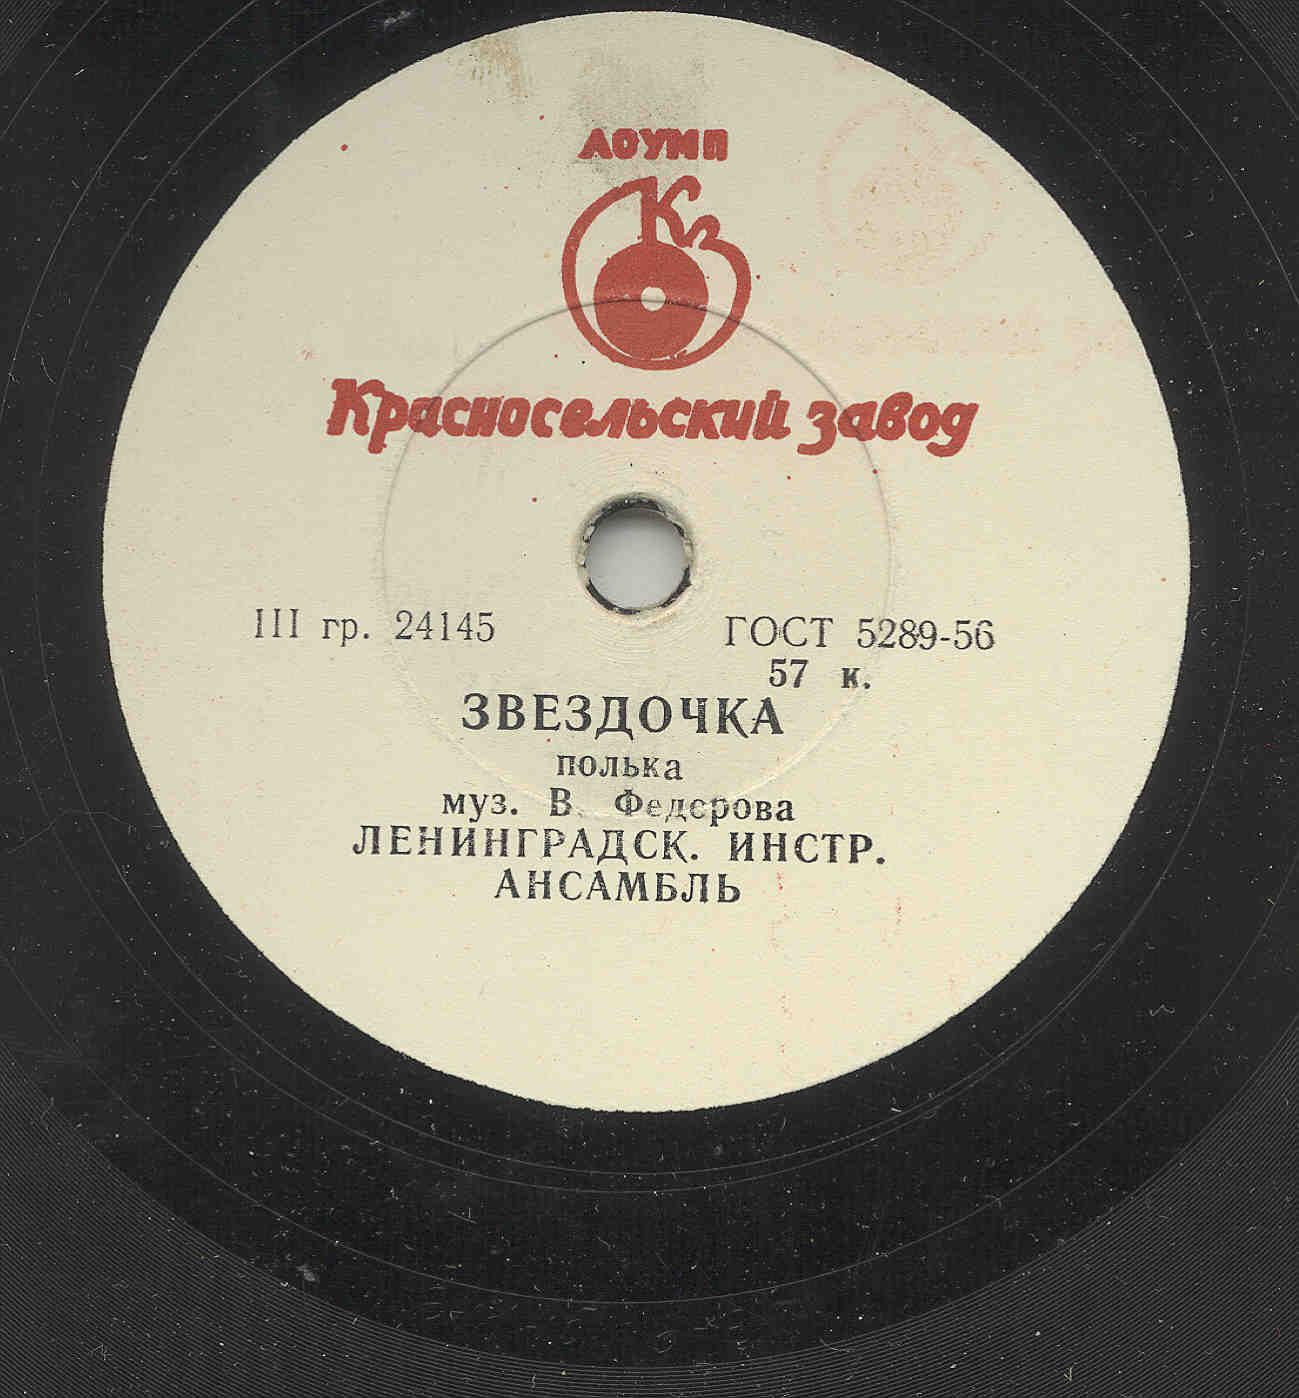 ЛОУМП
Кз
Красносельский завод
III гр. 24145 ГОСТ 5289-56
57 к.
ЗВЕЗДОЧКА
полька
муз. В. Федорова
ЛЕНИНГРАДСК. ИНСТР.
АНСАМБЛЬ